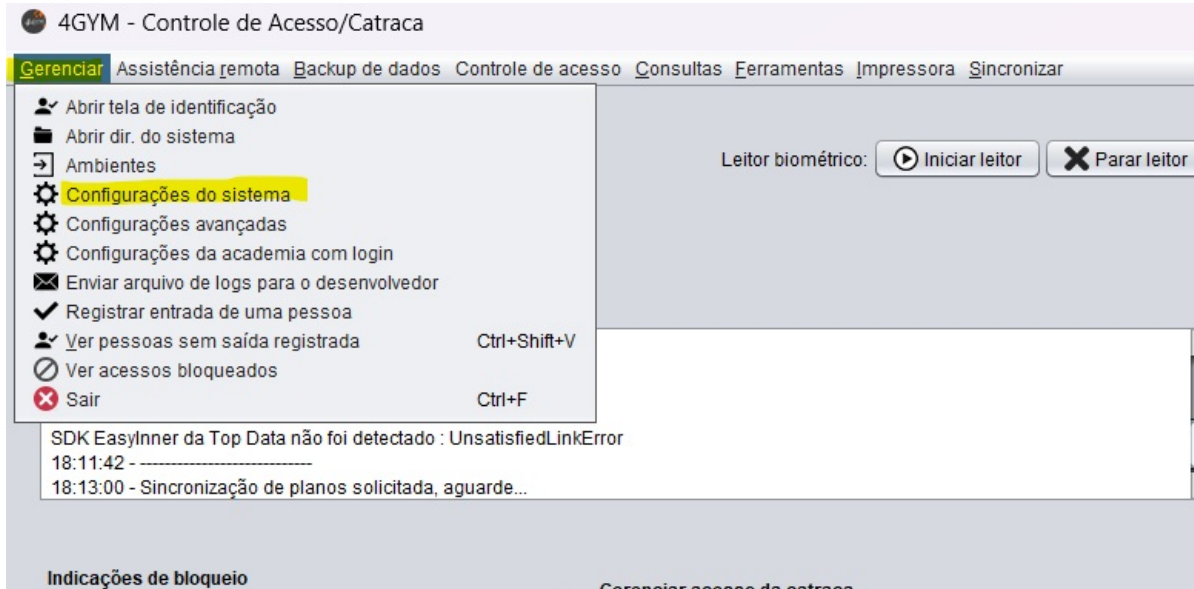 4GYM - Controle de Acesso/Catraca
Gerenciar Assistência remota Backup de dados Controle de acesso Consultas Ferramentas Impressora Sincronizar
Abrir tela de identificação
Abrir dir. do sistema
Ambientes
Leitor biométrico: Iniciar leitor Parar leitor
Configurações do sistema
Configurações avançadas
Configurações da academia com login
Enviar arquivo de logs para o desenvolvedor
Registrar entrada de uma pessoa
Ver pessoas sem saída registrada Ctrl+Shift+V
Ver acessos bloqueados
Sair Ctrl+F
SDK EasyInner da Top Data não foi detectado : UnsatisfiedLinkError
18:11:42 - ----------------------------
18:13:00 - Sincronização de planos solicitada, aguarde...
Indicações de bloqueio
Gerenciar acesso da catraca